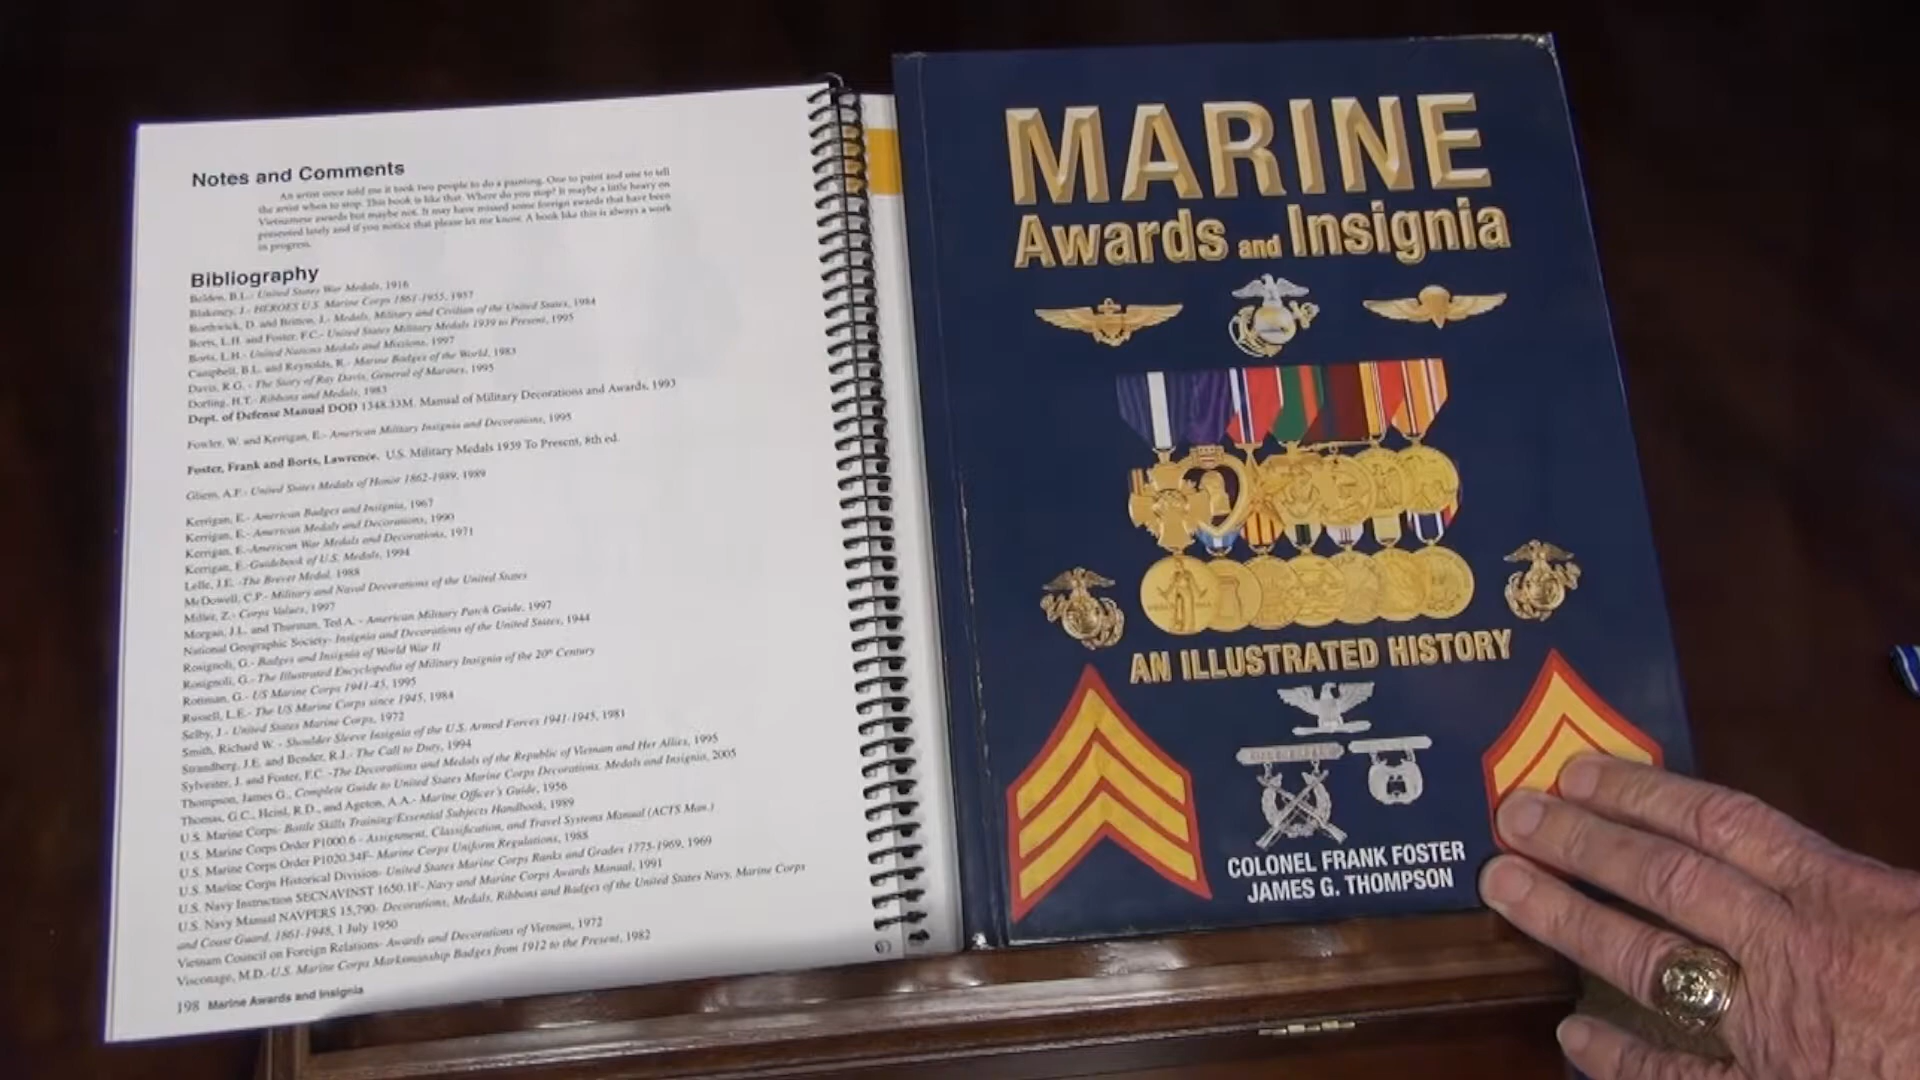 Notes and Comments
An artist once told me it took two people to do a painting. One to paint and one to tell
the artist when to stop. This book is like that. Where do you stop? It maybe a little heavy on
Vietnamese awards but maybe not. It may have missed some foreign awards that have been
presented lately and if you notice that please let me know. A book like this is always a work
in progress.
Bibliography
Belden, B.L.- United States War Medals, 1916
Blakeney, J.- HEROES U.S. Marine Corps 1861-1955, 1957
Borthwick, D. and Britton, J.- Medals, Military and Civilian of the United States, 1984
Borts, L.H. and Foster, F.C.- United States Military Medals 1939 to Present, 1995
Borts, L.H.- United Nations Medals and Missions, 1997
Campbell, B.L. and Reynolds, R.- Marine Badges of the World, 1983
Davis, R.G. - The Story of Ray Davis, General of Marines, 1995
Dorling, H.T.- Ribbons and Medals, 1983
Dept. of Defense Manual DOD 1348.33M, Manual of Military Decorations and Awards, 1993
Fowler, W. and Kerrigan, E.- American Military Insignia and Decorations, 1995
Foster, Frank and Borts, Lawrence. U.S. Military Medals 1939 To Present, 8th ed.
Gleim, A.F.- United States Medals of Honor 1862-1989, 1989
Kerrigan, E.- American Badges and Insignia, 1967
Kerrigan, E.- American Medals and Decorations, 1990
Kerrigan, E.-American War Medals and Decorations, 1971
Kerrigan, E.-Guidebook of U.S. Medals, 1994
Lelle, J.E. -The Brevet Medal, 1988
McDowell, C.P.- Military and Naval Decorations of the United States
Miller, Z.- Corps Values, 1997
Morgan, J.L. and Thurman, Ted A. - American Military Patch Guide, 1997
National Geographic Society- Insignia and Decorations of the United States, 1944
Rosignoli, G.- Badges and Insignia of World War II
Rosignoli, G.- The Illustrated Encyclopedia of Military Insignia of the 20th Century
Rottman, G.- US Marine Corps 1941-45, 1995
Russell, L.E.- The US Marine Corps since 1945, 1984
Selby, J.- United States Marine Corps, 1972
Smith, Richard W. - Shoulder Sleeve Insignia of the U.S. Armed Forces 1941-1945, 1981
Strandberg, J.E. and Bender, R.J.- The Call to Duty, 1994
Sylvester, J. and Foster, F.C. -The Decorations and Medals of the Republic of Vietnam and Her Allies, 1995
Thompson, James G., Complete Guide to United States Marine Corps Decorations, Medals and Insignia, 2005
Thomas, G.C., Heinl, R.D., and Ageton, A.A.- Marine Officer's Guide, 1956
U.S. Marine Corps- Battle Skills Training/Essential Subjects Handbook, 1989
U.S. Marine Corps Order P1000.6 - Assignment, Classification, and Travel Systems Manual (ACTS Man.)
U.S. Marine Corps Order P1020.34F- Marine Corps Uniform Regulations, 1988
U.S. Marine Corps Historical Division- United States Marine Corps Ranks and Grades 1775-1969, 1969
U.S. Navy Instruction SECNAVINST 1650.1F- Navy and Marine Corps Awards Manual, 1991
U.S. Navy Manual NAVPERS 15,790- Decorations, Medals, Ribbons and Badges of the United States Navy, Marine Corps
and Coast Guard, 1861-1948, 1 July 1950
Vietnam Council on Foreign Relations- Awards and Decorations of Vietnam, 1972
Visconage, M.D.-U.S. Marine Corps Marksmanship Badges from 1912 to the Present, 1982
198 Marine Awards and Insignia
MARINE
Awards and Insignia
AN ILLUSTRATED HISTORY
COLONEL FRANK FOSTER
JAMES G. THOMPSON